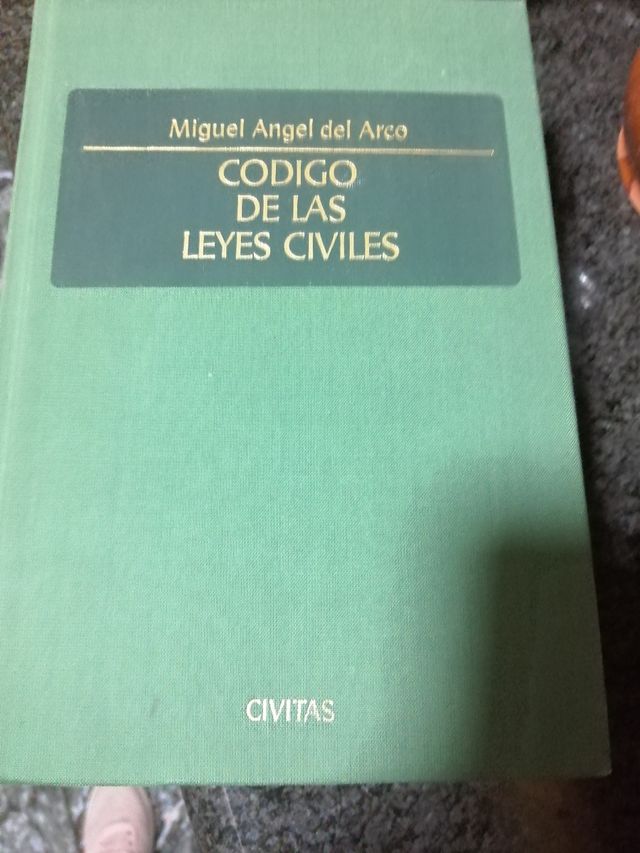 Miguel Angel del Arco
CODIGO
DE LAS
LEYES CIVILES
CIVITAS